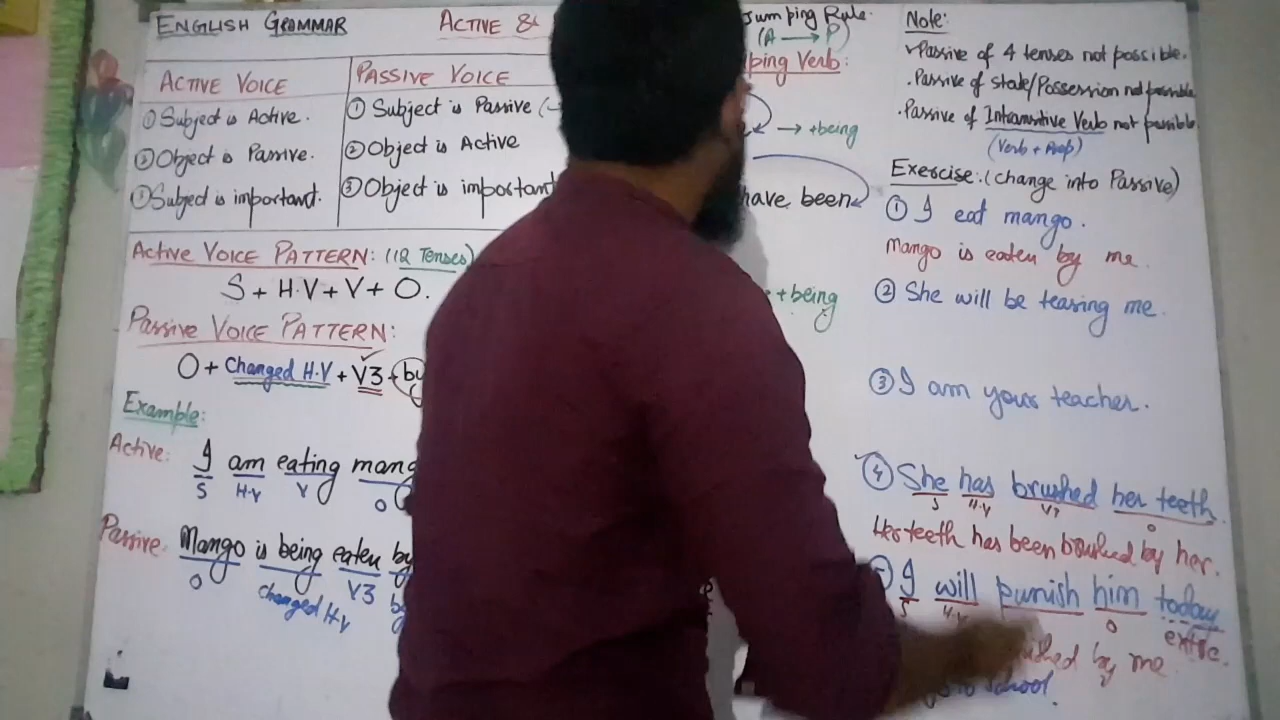 ENGLISH GRAMMAR
ACTIVE &
ACTIVE VOICE
① Subject is Active.
② Object is Passive.
① Subject is important.
PASSIVE VOICE
① Subject is Passive (
② Object is Active
③ Object is important
ACTIVE VOICE PATTERN: (12 Tenses)
S + H.V + V + O.
PASSIVE VOICE PATTERN:
O + Changed H.V + V3 + by
Example:
Active: I am eating mang
S H.V V O
Passive: Mango is being eaten by
O changed H.V V3 by
Jumping Rule.
(A → P)
ping Verb:
→ +being
have been
+being
Note:
Passive of 4 tenses not possible.
. Passive of state/Possession not possible
. Passive of Intransitive Verb not possible.
(Verb +
Exercise: (change into Passive)
① I eat mango.
Mango is eaten by me.
② She will be teasing me.
③ I am your teacher.
④ She has brushed her teeth.
S H.V V3 O
Her teeth has been brushed by her.
I will punish him today
S H.V O extra.
ished by me.
school.